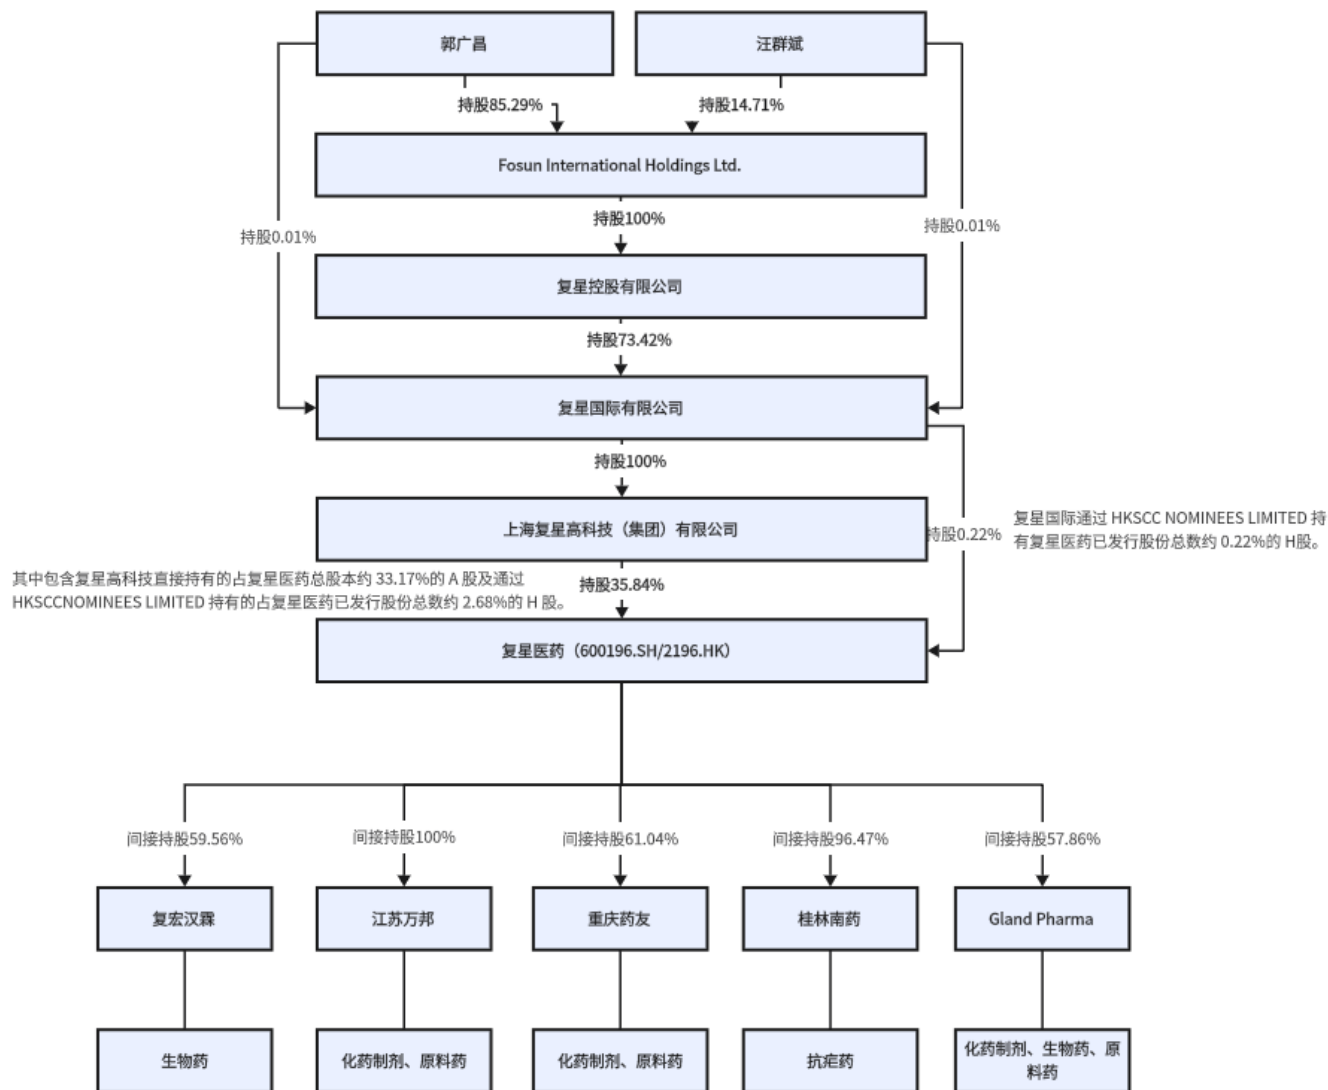 郭广昌
汪群斌
持股85.29%
持股14.71%
Fosun International Holdings Ltd.
持股100%
持股0.01%
持股0.01%
复星控股有限公司
持股73.42%
复星国际有限公司
持股100%
上海复星高科技（集团）有限公司
持股0.22%
复星国际通过 HKSCC NOMINEES LIMITED 持
有复星医药已发行股份总数约 0.22%的 H股。
其中包含复星高科技直接持有的占复星医药总股本约 33.17%的 A 股及通过
HKSCCNOMINEES LIMITED 持有的占复星医药已发行股份总数约 2.68%的 H 股。
持股35.84%
复星医药（600196.SH/2196.HK）
间接持股59.56%
间接持股100%
间接持股61.04%
间接持股96.47%
间接持股57.86%
复宏汉霖
江苏万邦
重庆药友
桂林南药
Gland Pharma
生物药
化药制剂、原料药
化药制剂、原料药
抗疟药
化药制剂、生物药、原
料药